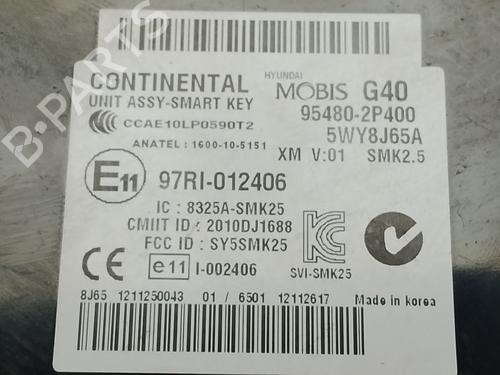 CONTINENTAL HYUNDAI MOBIS G40
UNIT ASSY-SMART KEY 95480-2P400
CCAE10LP0590T2 5WY8J65A
ANATEL : 1600-10-5151 XM V:01 SMK2.5
E11 97RI-012406
IC : 8325A-SMK25
CMIIT ID : 2010DJ1688
FCC ID : SY5SMK25
CE e11 I-002406 SVI-SMK25
8J65 1211250043 01 / 6501 12112617 Made in korea
B-PARTS